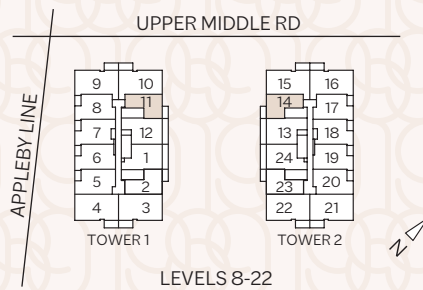 UPPER MIDDLE RD
APPLEBY LINE
9 10
8 11
7 12
6 1
5 2
4 3
TOWER 1
15 16
14 17
13 18
24 19
23 20
22 21
TOWER 2
N
LEVELS 8-22